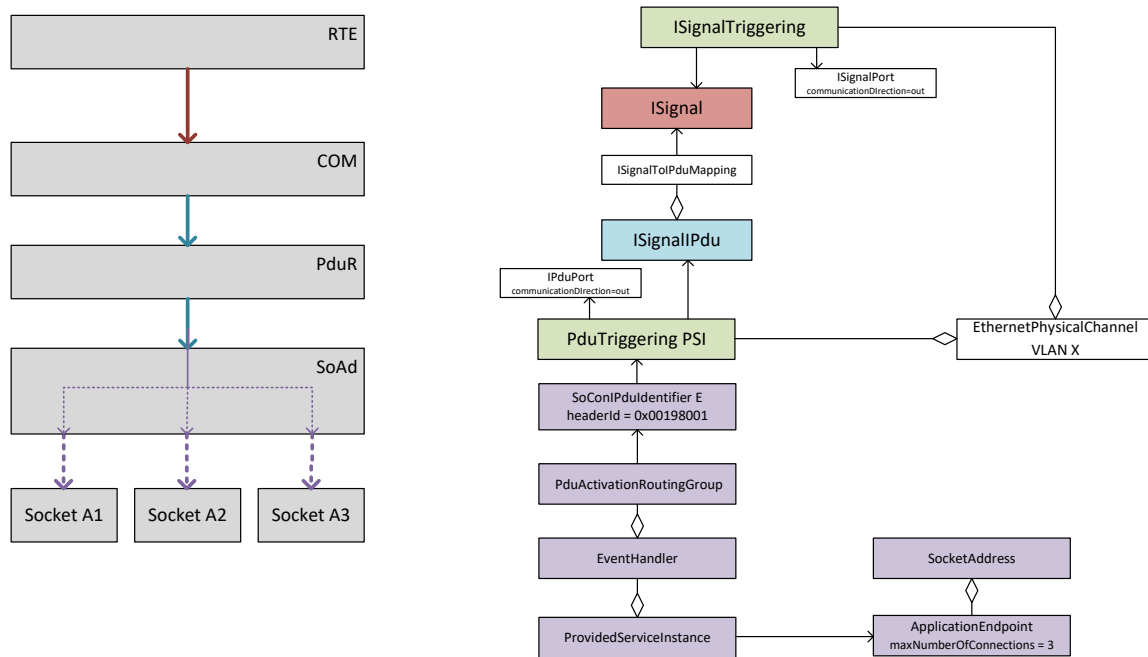 RTE
COM
PduR
SoAd
Socket A1
Socket A2
Socket A3
ISignalTriggering
ISignalPort
communicationDIrection=out
ISignal
ISignalToIPduMapping
ISignalIPdu
IPduPort
communicationDIrection=out
PduTriggering PSI
EthernetPhysicalChannel
VLAN X
SoConIPduIdentifier E
headerId = 0x00198001
PduActivationRoutingGroup
EventHandler
SocketAddress
ProvidedServiceInstance
ApplicationEndpoint
maxNumberOfConnections = 3